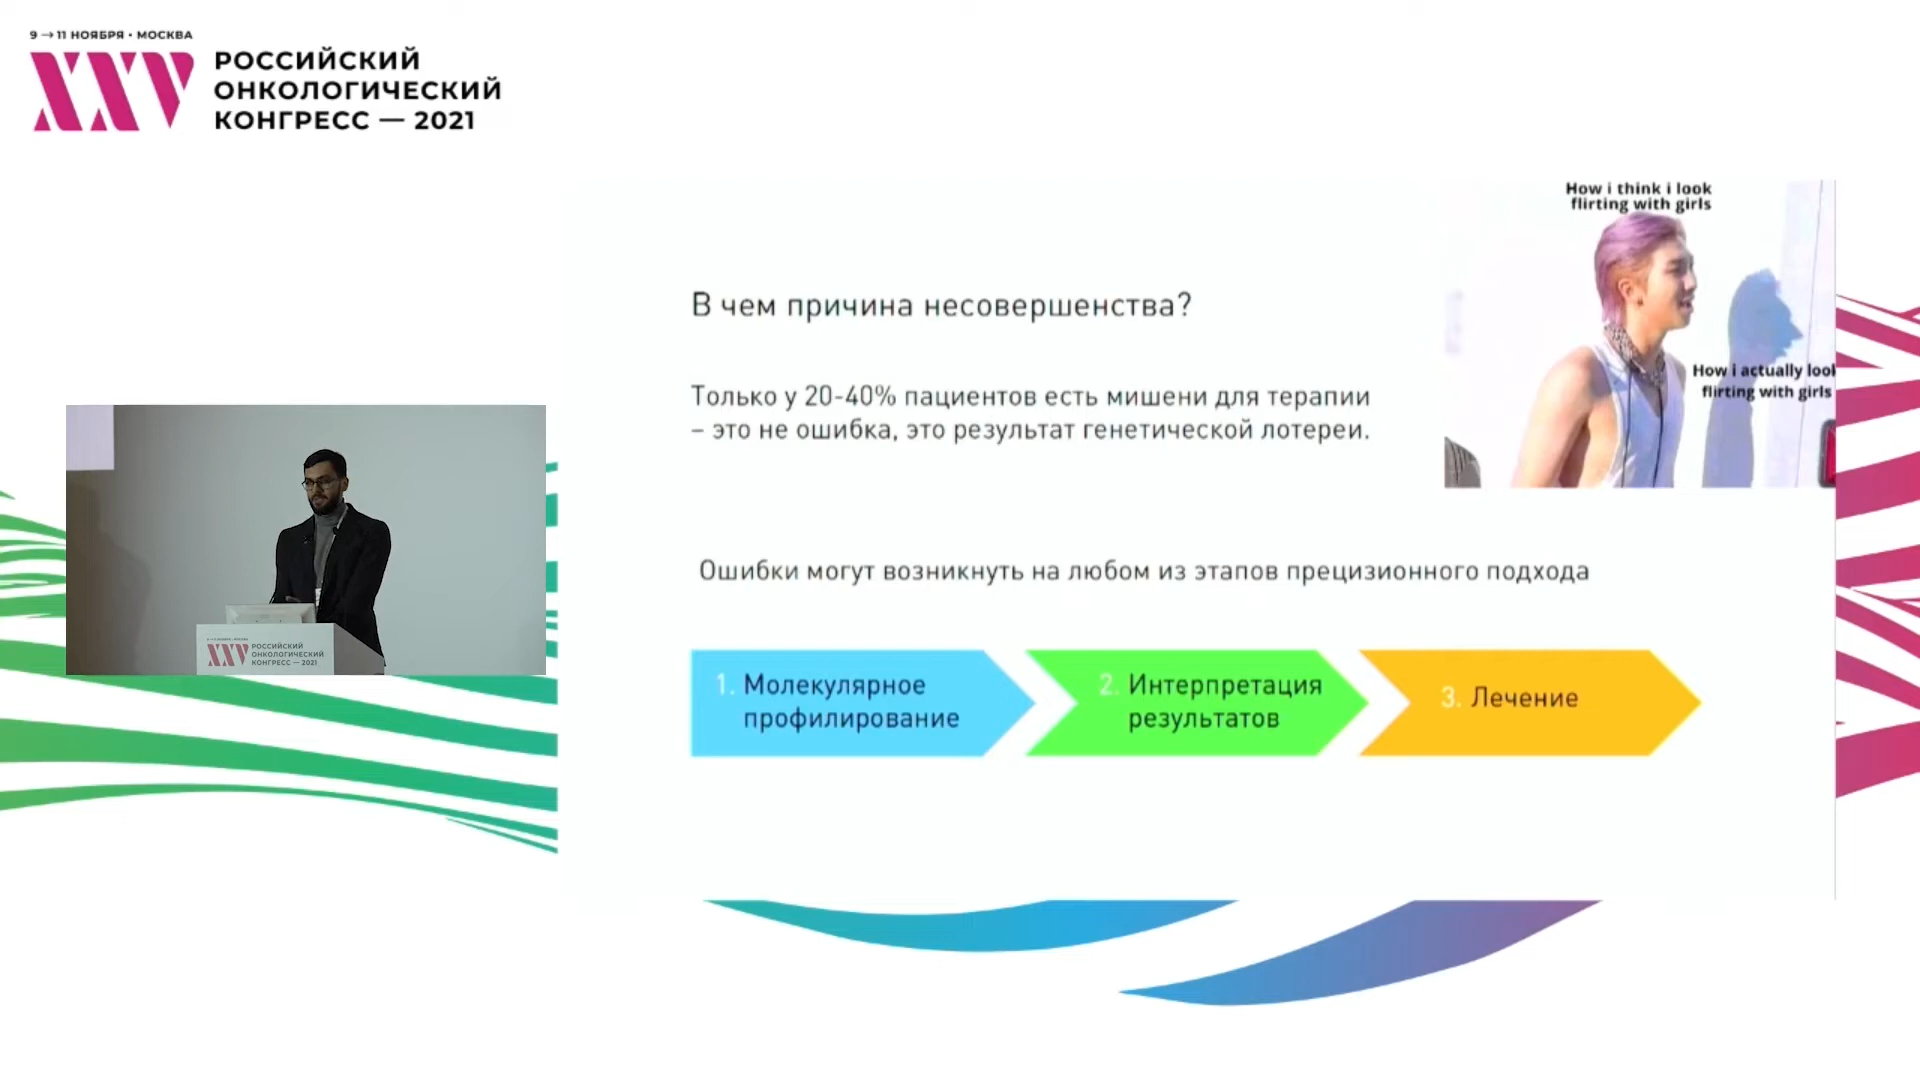 9 → 11 НОЯБРЯ • МОСКВА
XXV
РОССИЙСКИЙ
ОНКОЛОГИЧЕСКИЙ
КОНГРЕСС — 2021
How i think i look
flirting with girls
How i actually look
flirting with girls
В чем причина несовершенства?
Только у 20-40% пациентов есть мишени для терапии
– это не ошибка, это результат генетической лотереи.
Ошибки могут возникнуть на любом из этапов прецизионного подхода
1. Молекулярное
профилирование
2. Интерпретация
результатов
3. Лечение
XXV
РОССИЙСКИЙ
ОНКОЛОГИЧЕСКИЙ
КОНГРЕСС — 2021